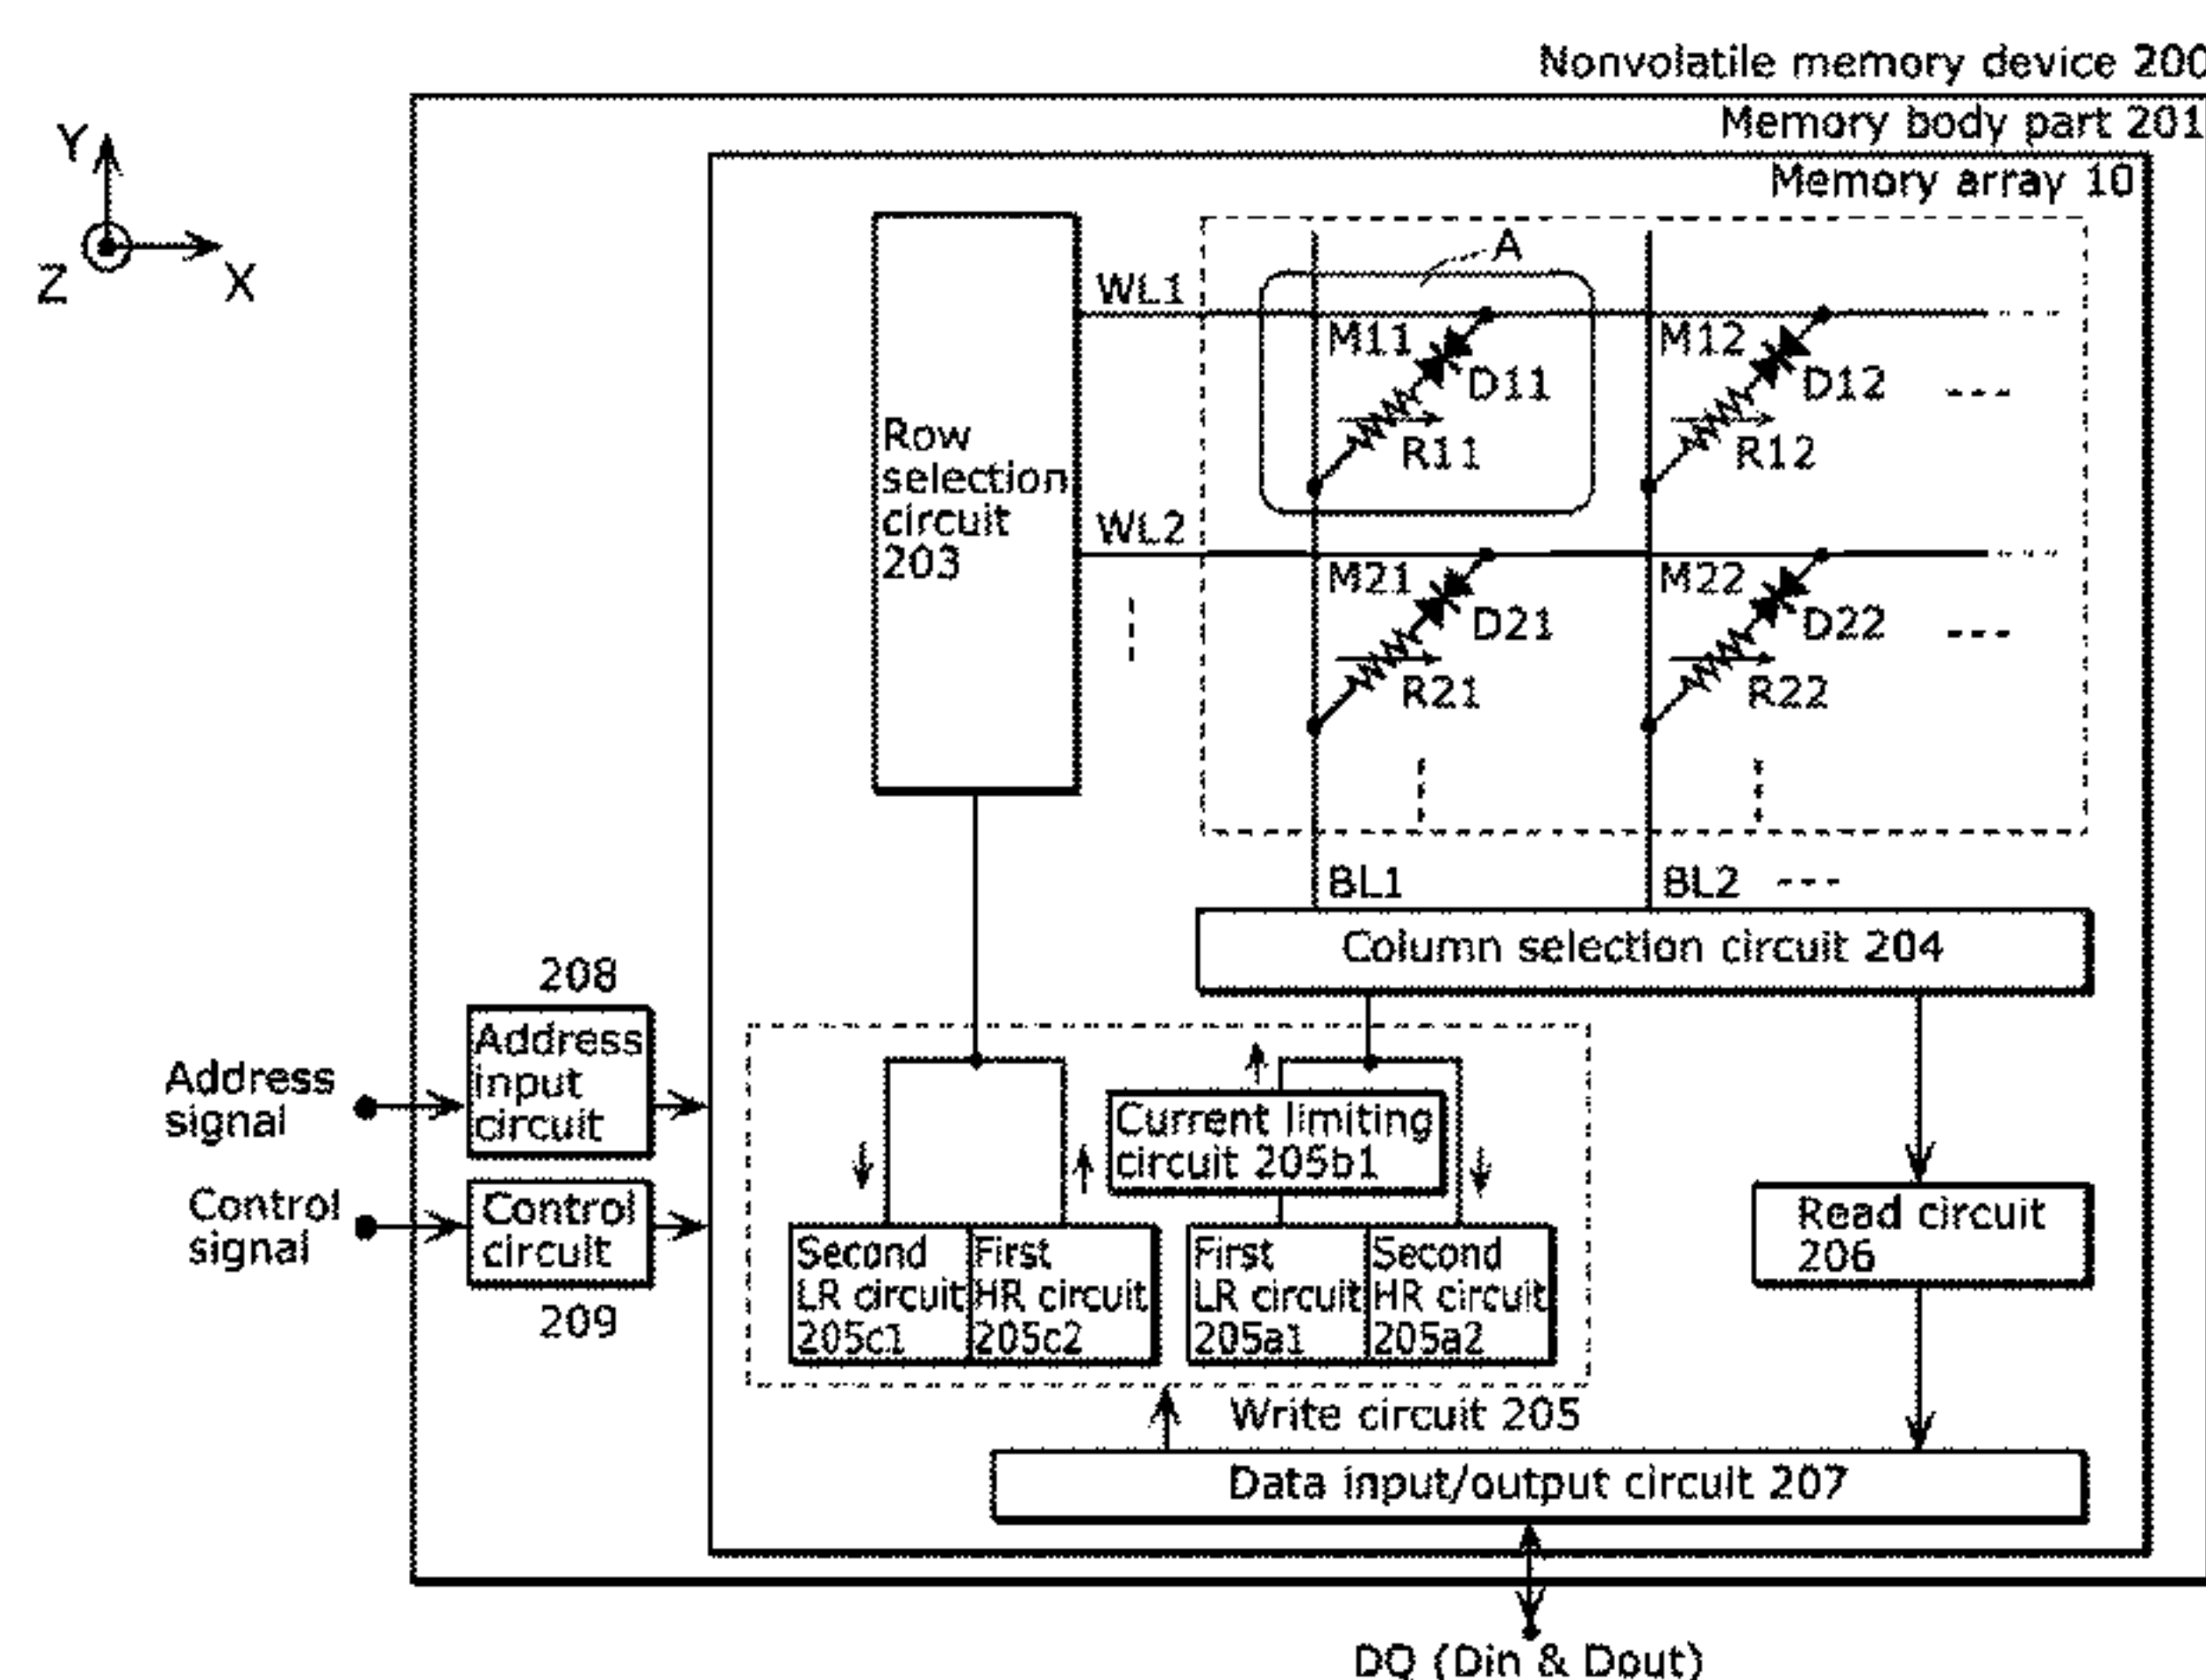 Nonvolatile memory device 200
Memory body part 201
Memory array 10
Y
Z
X
A
WL1
M11
D11
R11
M12
D12
R12
Row
selection
circuit
203
WL2
M21
D21
R21
M22
D22
R22
BL1
BL2
Column selection circuit 204
208
Address
input
circuit
Address
signal
Control
signal
Control
circuit
209
Current limiting
circuit 205b1
Second
LR circuit
205c1
First
HR circuit
205c2
First
LR circuit
205a1
Second
HR circuit
205a2
Read circuit
206
Write circuit 205
Data input/output circuit 207
DQ (Din & Dout)